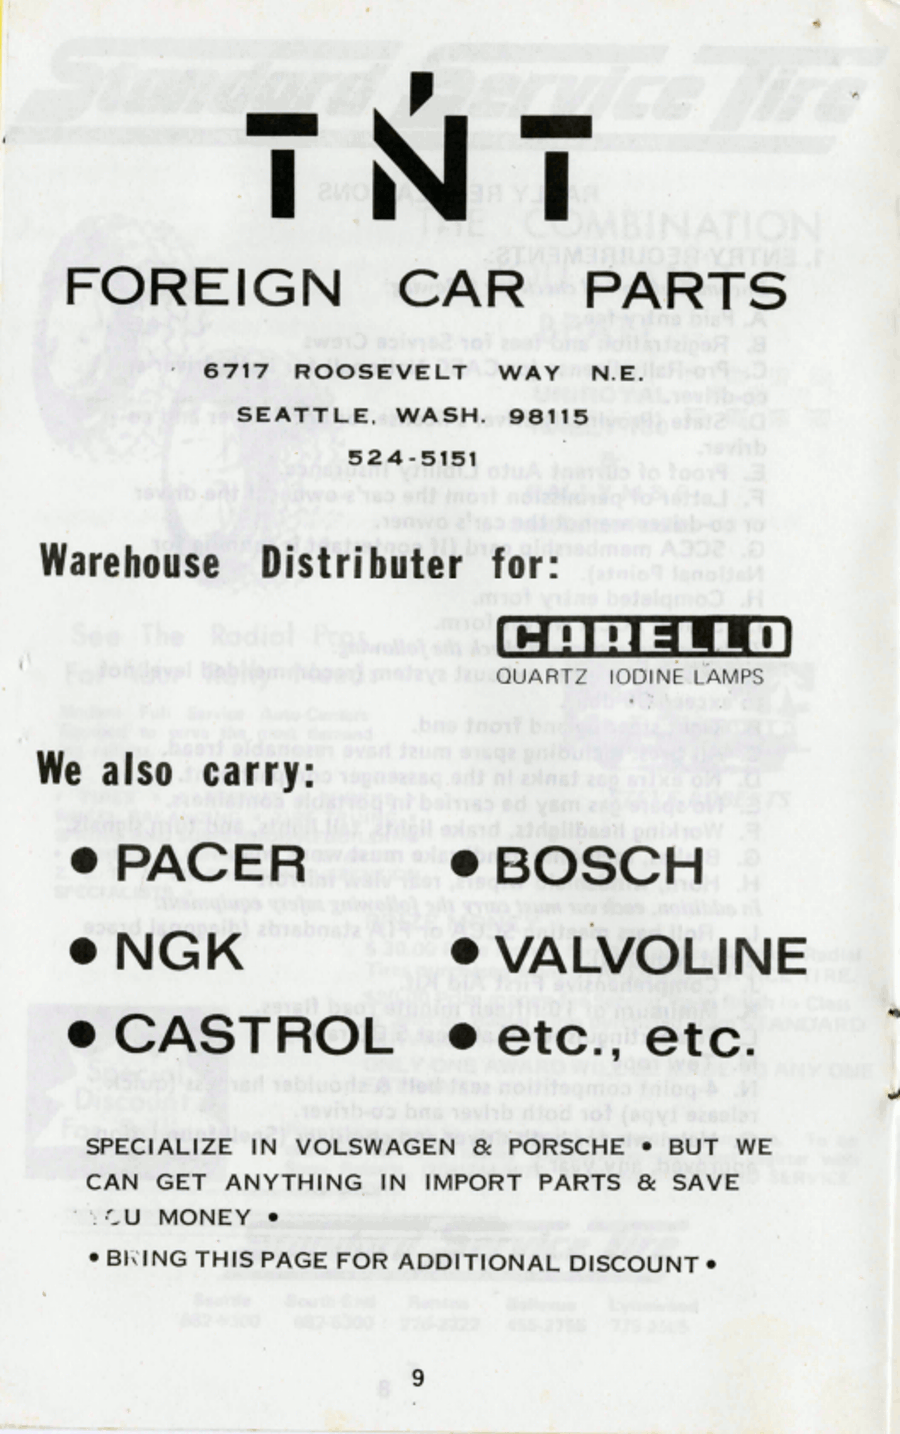 T'N'T
FOREIGN CAR PARTS
6717 ROOSEVELT WAY N.E.
SEATTLE, WASH. 98115
524-5151
Warehouse Distributer for:
CARELLO
QUARTZ IODINE LAMPS
We also carry:
• PACER
• BOSCH
• NGK
• VALVOLINE
• CASTROL
• etc., etc.
SPECIALIZE IN VOLSWAGEN & PORSCHE • BUT WE
CAN GET ANYTHING IN IMPORT PARTS & SAVE
YOU MONEY •
• BRING THIS PAGE FOR ADDITIONAL DISCOUNT •
9